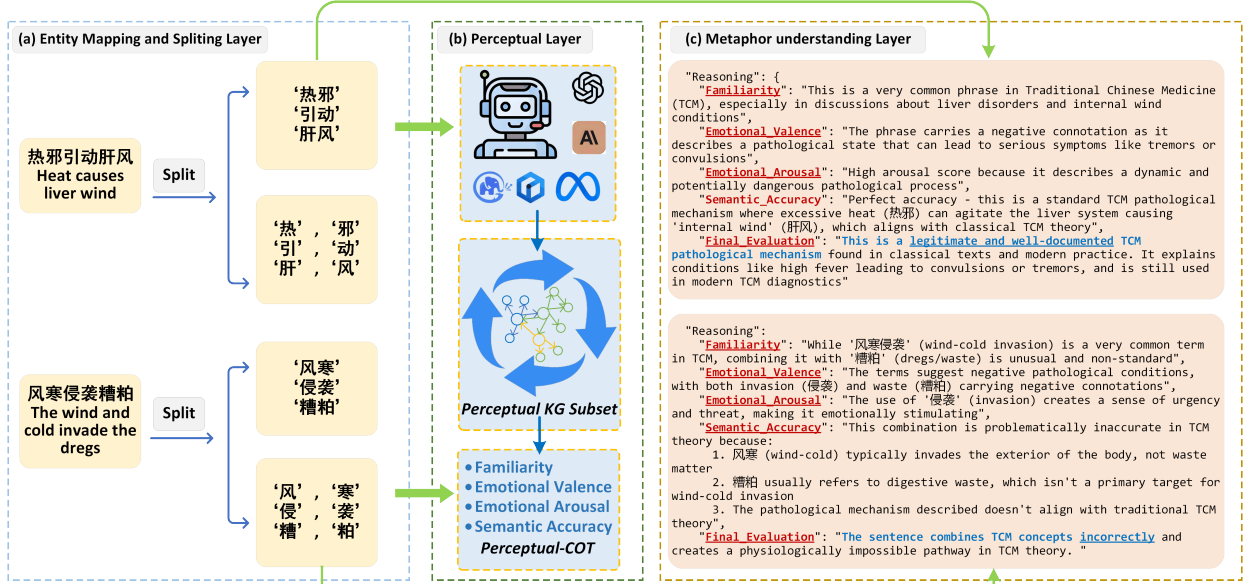 (a) Entity Mapping and Spliting Layer
热邪引动肝风
Heat causes
liver wind
Split
‘热邪’
‘引动’
‘肝风’
‘热’，‘邪’
‘引’，‘动’
‘肝’，‘风’
风寒侵袭糟粕
The wind and
cold invade the
dregs
Split
‘风寒’
‘侵袭’
‘糟粕’
‘风’，‘寒’
‘侵’，‘袭’
‘糟’，‘粕’
(b) Perceptual Layer
Perceptual KG Subset
• Familiarity
• Emotional Valence
• Emotional Arousal
• Semantic Accuracy
Perceptual-COT
(c) Metaphor understanding Layer
"Reasoning": {
"Familiarity": "This is a very common phrase in Traditional Chinese Medicine
(TCM), especially in discussions about liver disorders and internal wind
conditions",
"Emotional_Valence": "The phrase carries a negative connotation as it
describes a pathological state that can lead to serious symptoms like tremors or
convulsions",
"Emotional_Arousal": "High arousal score because it describes a dynamic and
potentially dangerous pathological process",
"Semantic_Accuracy": "Perfect accuracy - this is a standard TCM pathological
mechanism where excessive heat (热邪) can agitate the liver system causing
'internal wind' (肝风), which aligns with classical TCM theory",
"Final_Evaluation": "This is a legitimate and well-documented TCM
pathological mechanism found in classical texts and modern practice. It explains
conditions like high fever leading to convulsions or tremors, and is still used
in modern TCM diagnostics"
"Reasoning":
"Familiarity": "While '风寒侵袭' (wind-cold invasion) is a very common term
in TCM, combining it with '糟粕' (dregs/waste) is unusual and non-standard",
"Emotional_Valence": "The terms suggest negative pathological conditions,
with both invasion (侵袭) and waste (糟粕) carrying negative connotations",
"Emotional_Arousal": "The use of '侵袭' (invasion) creates a sense of urgency
and threat, making it emotionally stimulating",
"Semantic_Accuracy": "This combination is problematically inaccurate in TCM
theory because:
1. 风寒 (wind-cold) typically invades the exterior of the body, not waste
matter
2. 糟粕 usually refers to digestive waste, which isn't a primary target for
wind-cold invasion
3. The pathological mechanism described doesn't align with traditional TCM
theory",
"Final_Evaluation": "The sentence combines TCM concepts incorrectly and
creates a physiologically impossible pathway in TCM theory. "